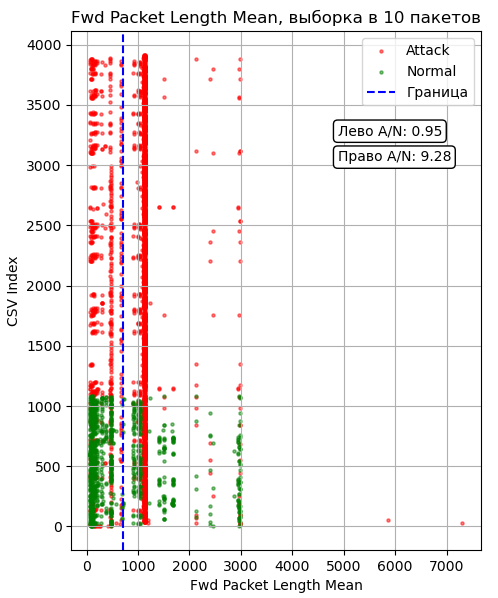 Fwd Packet Length Mean, выборка в 10 пакетов
Attack
Normal
Граница
Лево A/N: 0.95
Право A/N: 9.28
4000
3500
3000
2500
2000
1500
1000
500
0
CSV Index
0 1000 2000 3000 4000 5000 6000 7000
Fwd Packet Length Mean